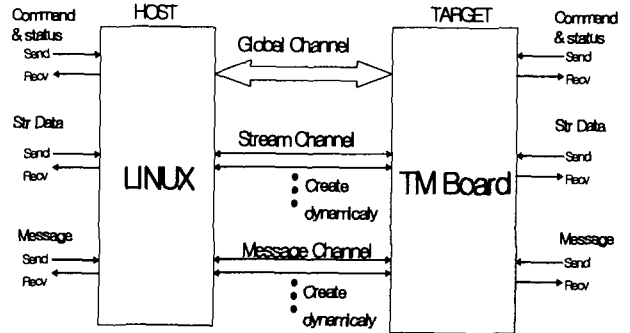 HOST
TARGET
Command
& status
Send
Recv
Global Channel
Command
& status
Send
Recv
Str Data
Send
Recv
Stream Channel
Create
dynamicaly
Str Data
Send
Recv
LINUX
TM Board
Message
Send
Recv
Message Channel
Create
dynamicaly
Message
Send
Recv